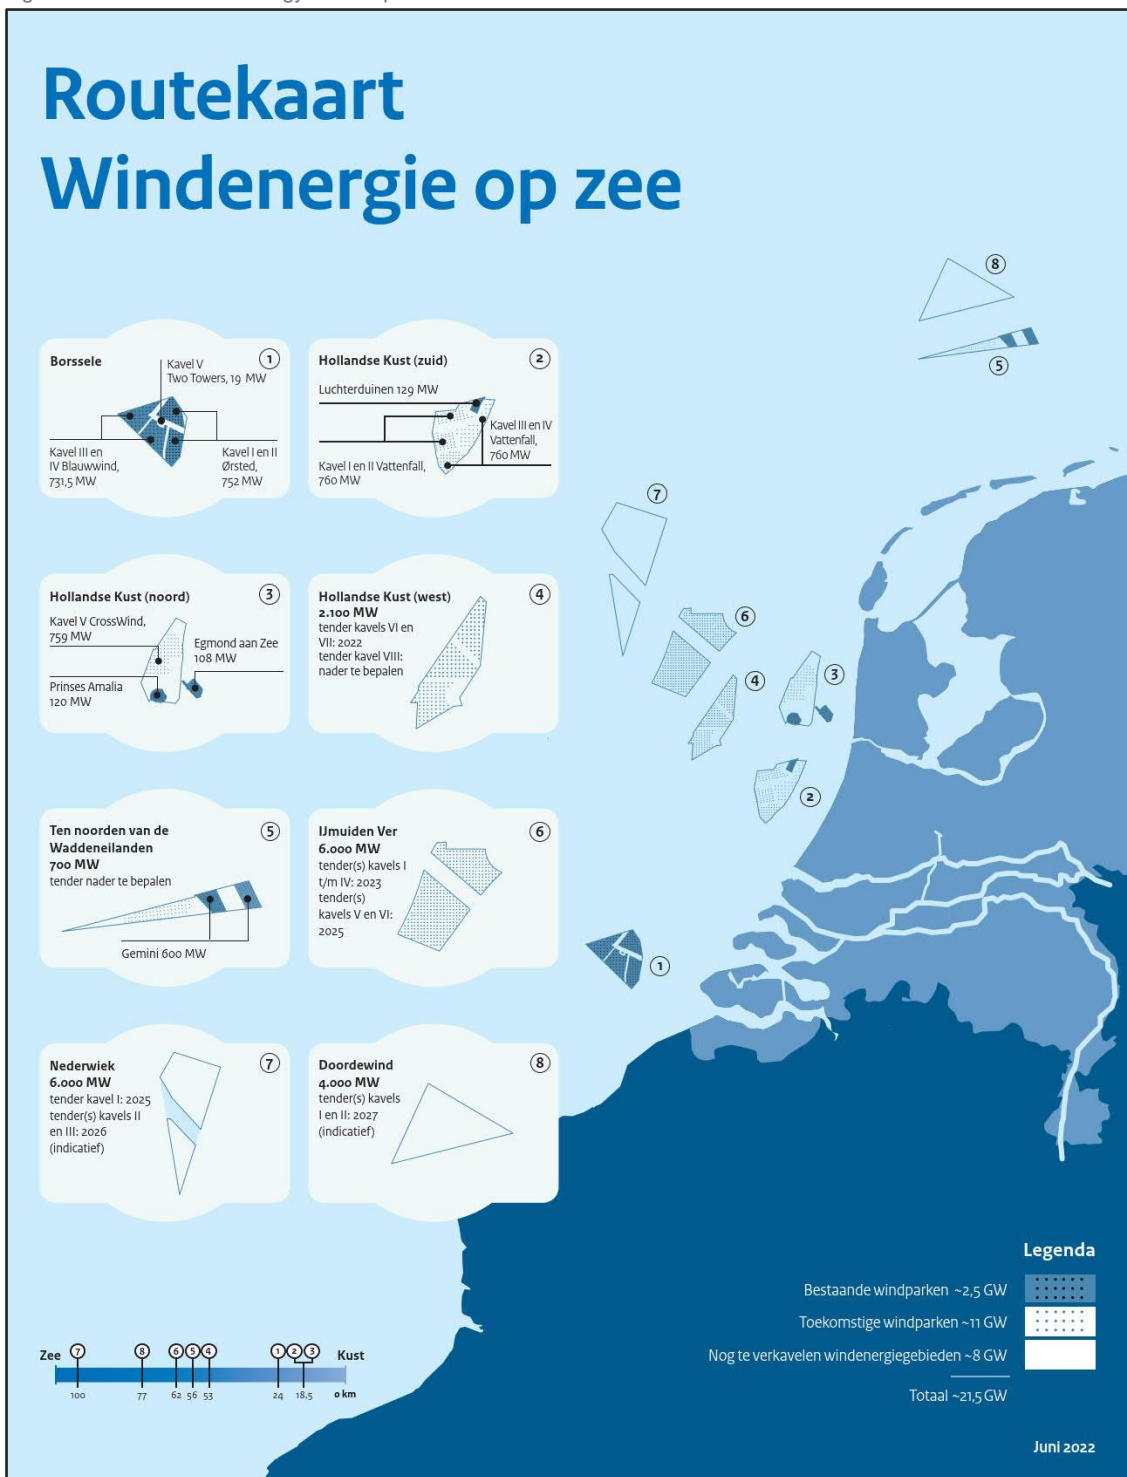 Routekaart
Windenergie op zee
Borssele
1
Kavel V
Two Towers, 19 MW
Kavel III en
IV Blauwwind,
731,5 MW
Kavel I en II
Ørsted,
752 MW
Hollandse Kust (zuid)
2
Luchterduinen 129 MW
Kavel III en IV
Vattenfall,
760 MW
Kavel I en II Vattenfall,
760 MW
Hollandse Kust (noord)
3
Kavel V CrossWind,
759 MW
Egmond aan Zee
108 MW
Prinses Amalia
120 MW
Hollandse Kust (west)
4
2.100 MW
tender kavels VI en
VII: 2022
tender kavel VIII:
nader te bepalen
Ten noorden van de
Waddeneilanden
5
700 MW
tender nader te bepalen
Gemini 600 MW
IJmuiden Ver
6
6.000 MW
tender(s) kavels I
t/m IV: 2023
tender(s)
kavels V en VI:
2025
Nederwiek
7
6.000 MW
tender kavel I: 2025
tender(s) kavels II
en III: 2026
(indicatief)
Doordewind
8
4.000 MW
tender(s) kavels
I en II: 2027
(indicatief)
8
5
7
6
4
3
2
1
Zee 7 8 6 5 4 1 2 3 Kust
100 77 62 56 53 24 18,5 0 km
Legenda
Bestaande windparken ~2,5 GW
Toekomstige windparken ~11 GW
Nog te verkavelen windenergiegebieden ~8 GW
Totaal ~21,5 GW
Juni 2022